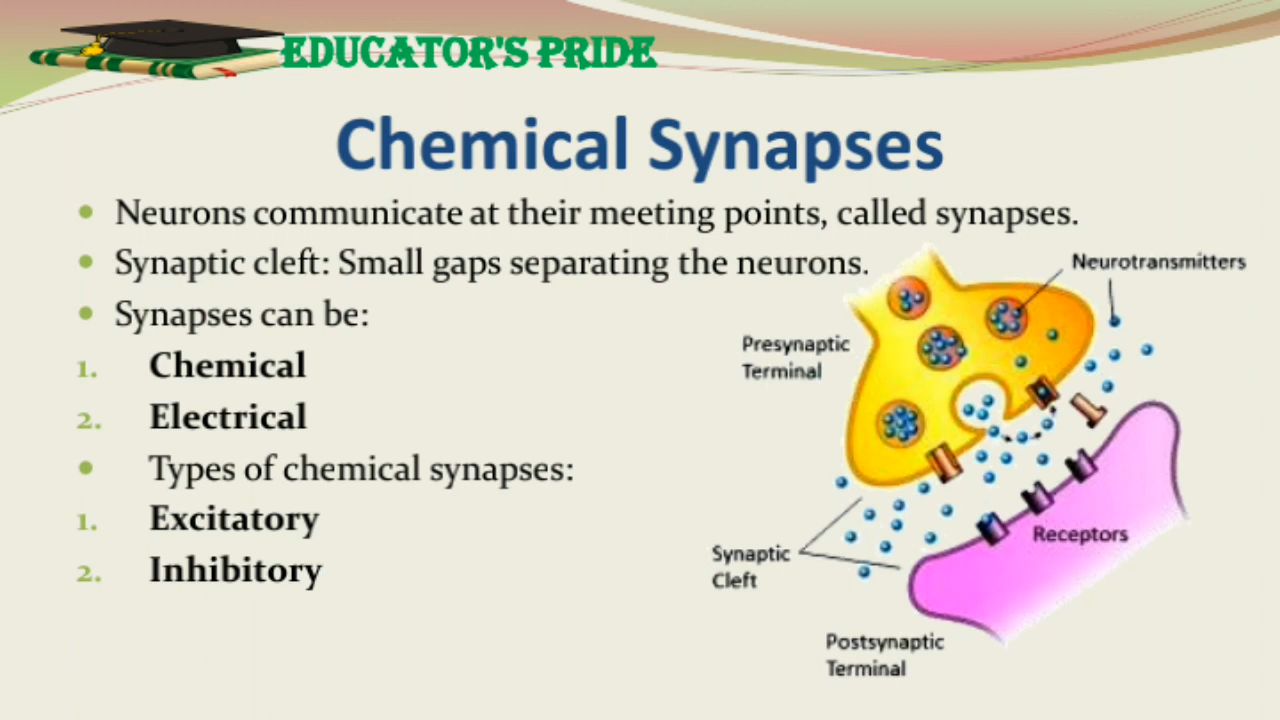 EDUCATOR'S PRIDE
Chemical Synapses
• Neurons communicate at their meeting points, called synapses.
• Synaptic cleft: Small gaps separating the neurons.
• Synapses can be:
1. Chemical
2. Electrical
• Types of chemical synapses:
1. Excitatory
2. Inhibitory
Neurotransmitters
Presynaptic
Terminal
Receptors
Synaptic
Cleft
Postsynaptic
Terminal